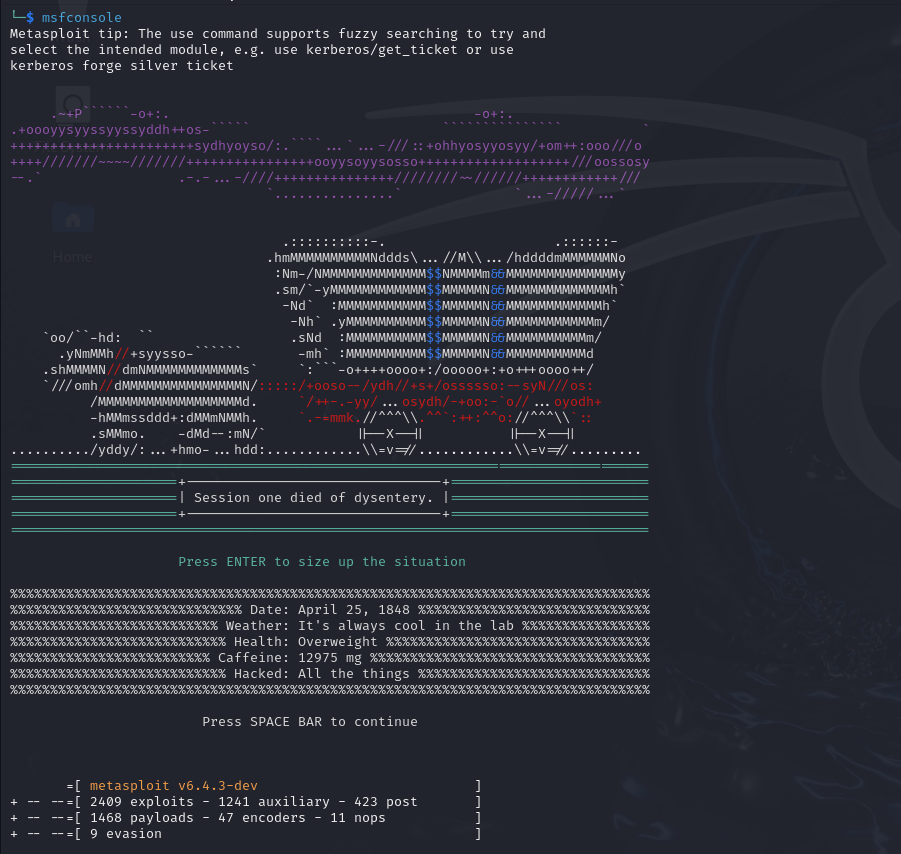 └─$ msfconsole
Metasploit tip: The use command supports fuzzy searching to try and
select the intended module, e.g. use kerberos/get_ticket or use
kerberos forge silver ticket
Home
| Session one died of dysentery. |
Press ENTER to size up the situation
%%%%%%%%%%%%%%%%%%%%%%%%%%%%%%%%%%%%%%%%%%%%%%%%%%%%%%%%%%%%%%%%%%%%%%%%%%%%%%%%%%
%%%%%%%%%%%%%%%%%%%%%%%%%%%%% Date: April 25, 1848 %%%%%%%%%%%%%%%%%%%%%%%%%%%%%
%%%%%%%%%%%%%%%%%%%%%%%%%% Weather: It's always cool in the lab %%%%%%%%%%%%%%%%
%%%%%%%%%%%%%%%%%%%%%%%%%%% Health: Overweight %%%%%%%%%%%%%%%%%%%%%%%%%%%%%%%%%
%%%%%%%%%%%%%%%%%%%%%%%%% Caffeine: 12975 mg %%%%%%%%%%%%%%%%%%%%%%%%%%%%%%%%%%%
%%%%%%%%%%%%%%%%%%%%%%%%%%% Hacked: All the things %%%%%%%%%%%%%%%%%%%%%%%%%%%%%
%%%%%%%%%%%%%%%%%%%%%%%%%%%%%%%%%%%%%%%%%%%%%%%%%%%%%%%%%%%%%%%%%%%%%%%%%%%%%%%%%%
Press SPACE BAR to continue
=[ metasploit v6.4.3-dev ]
+ -- --=[ 2409 exploits - 1241 auxiliary - 423 post ]
+ -- --=[ 1468 payloads - 47 encoders - 11 nops ]
+ -- --=[ 9 evasion ]